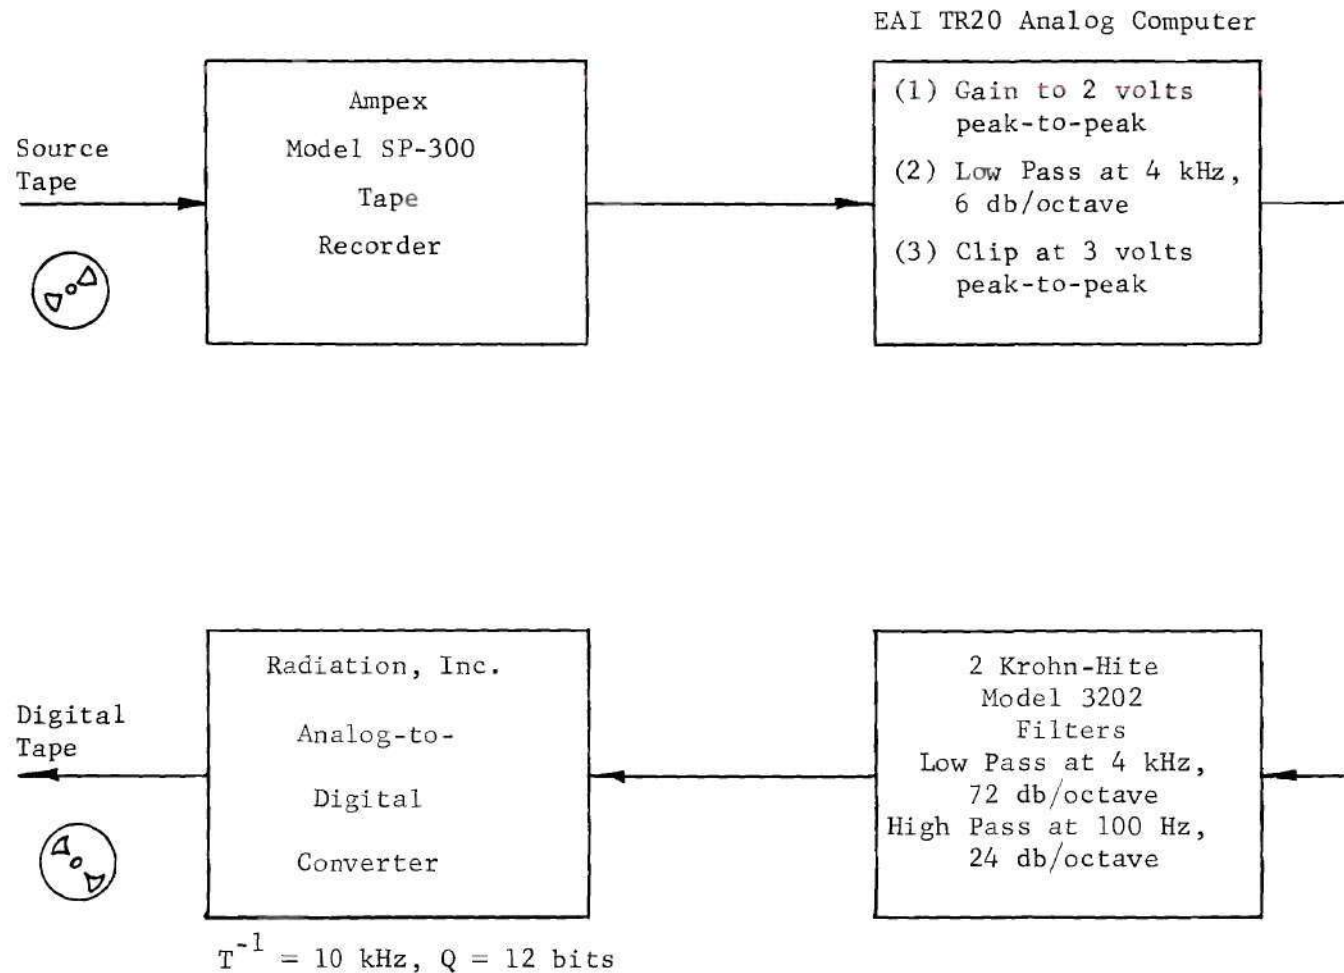 EAI TR20 Analog Computer
Source
Tape
Ampex
Model SP-300
Tape
Recorder
(1) Gain to 2 volts
peak-to-peak
(2) Low Pass at 4 kHz,
6 db/octave
(3) Clip at 3 volts
peak-to-peak
Digital
Tape
Radiation, Inc.
Analog-to-
Digital
Converter
2 Krohn-Hite
Model 3202
Filters
Low Pass at 4 kHz,
72 db/octave
High Pass at 100 Hz,
24 db/octave
T⁻¹ = 10 kHz, Q = 12 bits